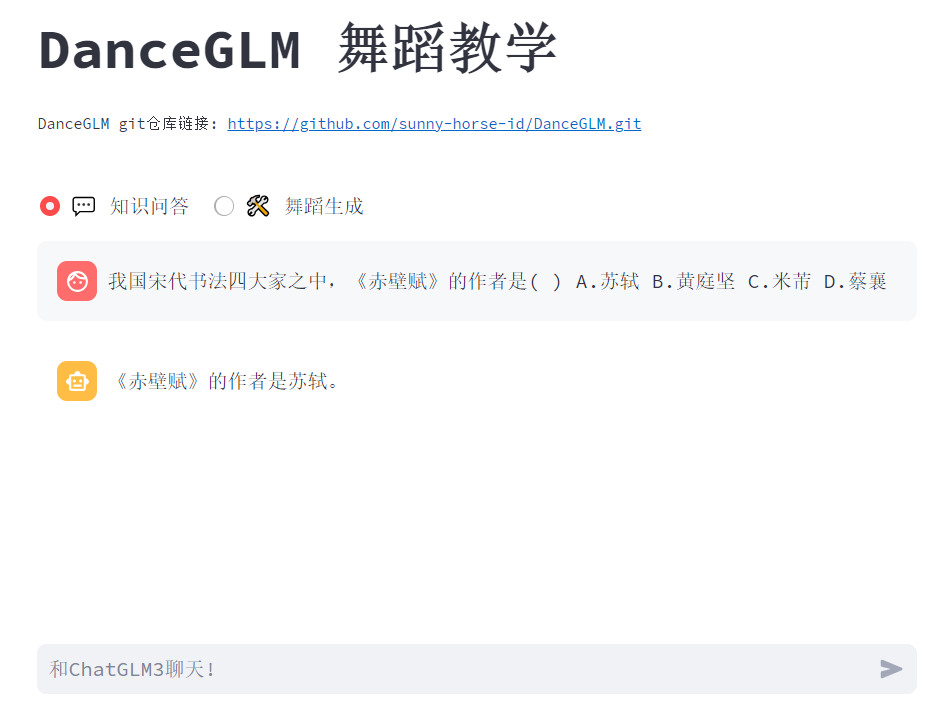 DanceGLM 舞蹈教学
DanceGLM git仓库链接: https://github.com/sunny-horse-id/DanceGLM.git
知识问答 舞蹈生成
我国宋代书法四大家之中，《赤壁赋》的作者是( ) A.苏轼 B.黄庭坚 C.米芾 D.蔡襄
《赤壁赋》的作者是苏轼。
和ChatGLM3聊天!